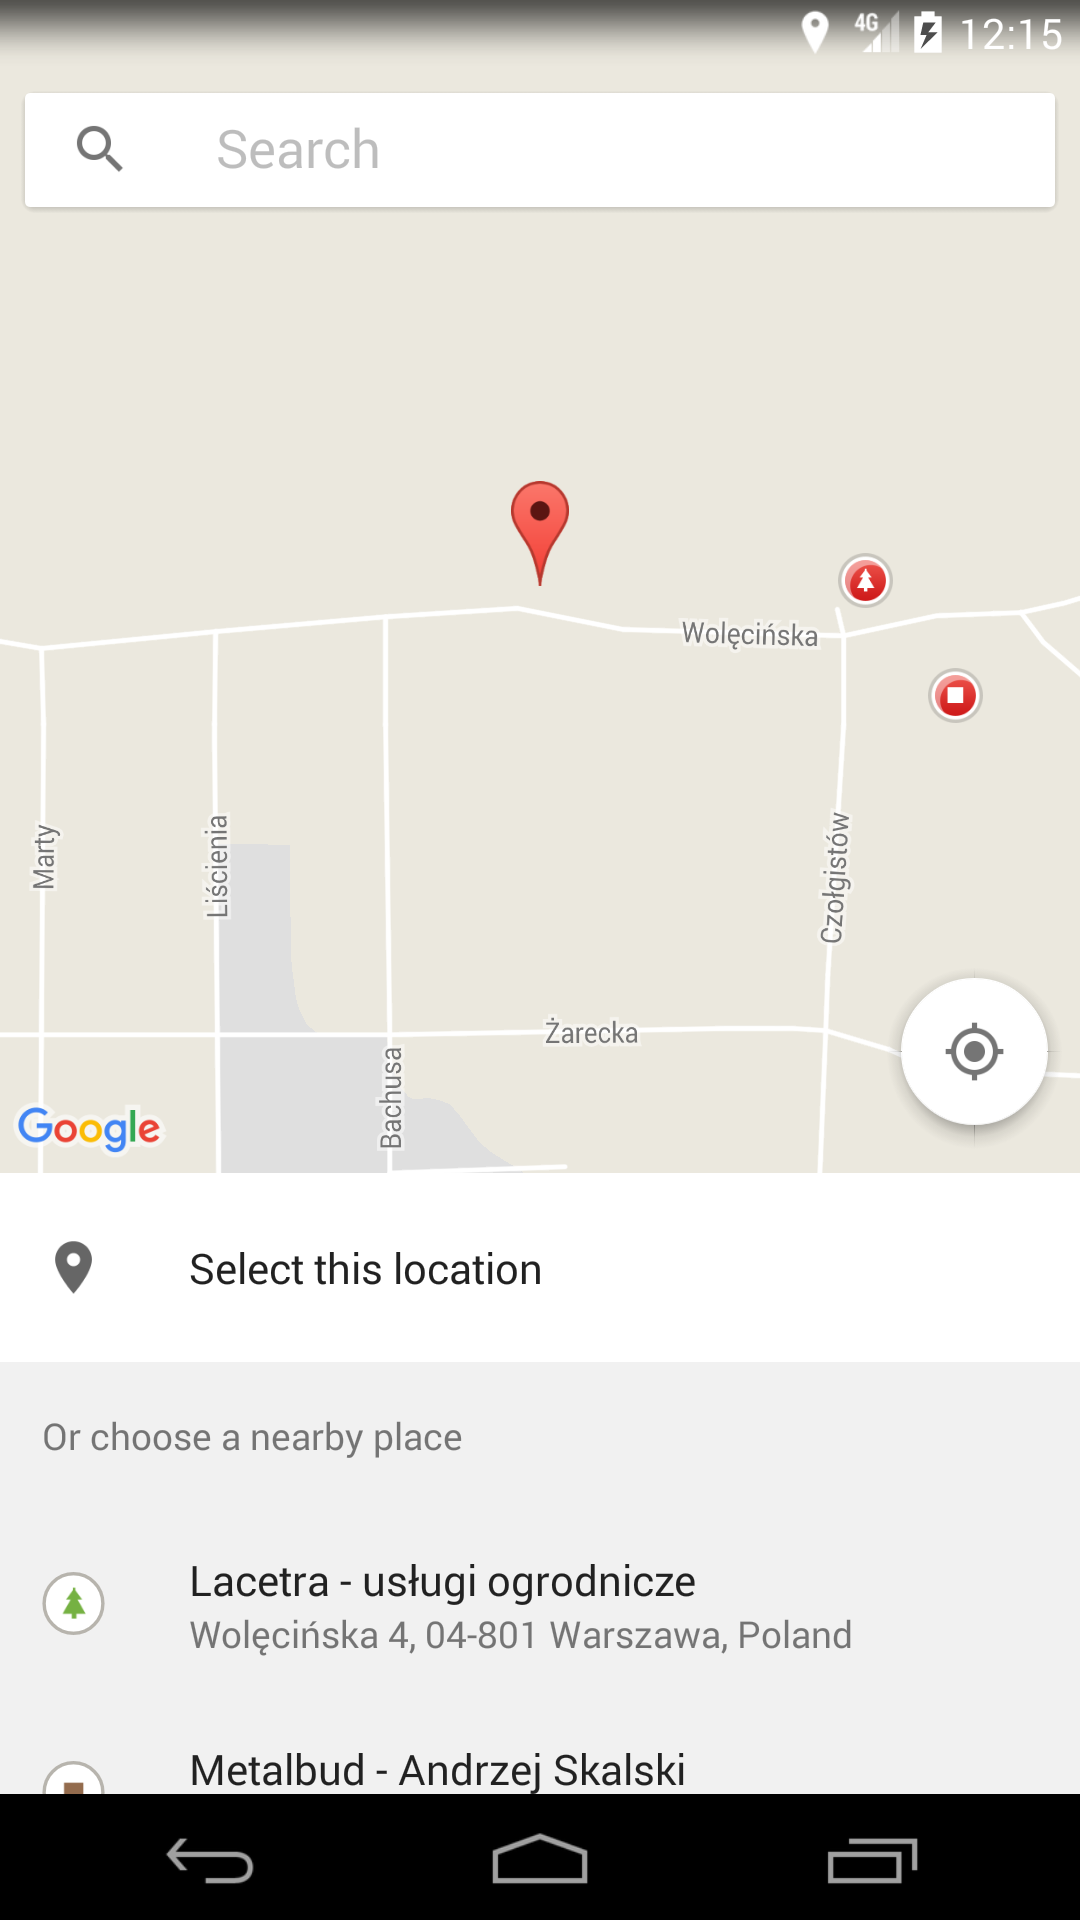 4G 12:15
Search
Wolęcińska
Marty
Liścienia
Czołgistów
Żarecka
Bachusa
Google
Select this location
Or choose a nearby place
Lacetra - usługi ogrodnicze
Wolęcińska 4, 04-801 Warszawa, Poland
Metalbud - Andrzej Skalski